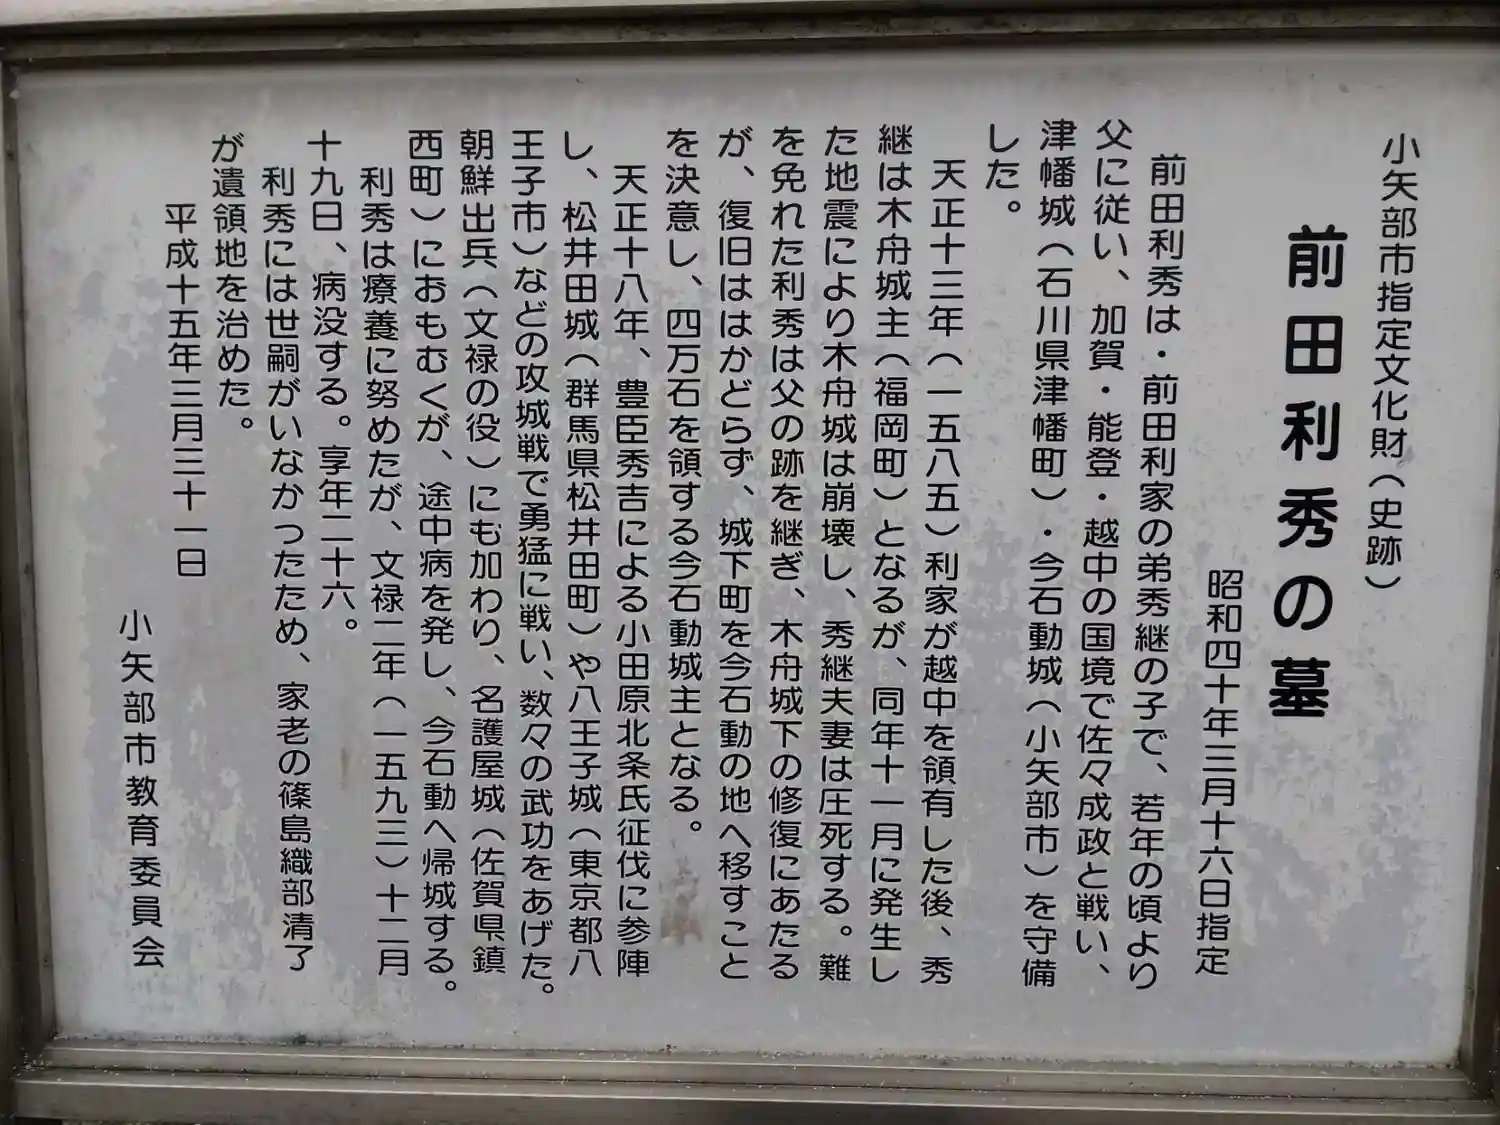 小矢部市指定文化財(史跡)
前田利秀の墓
昭和四十年三月十六日指定
前田利秀は・前田利家の弟秀継の子で、若年の頃より
父に従い、加賀・能登・越中の国境で佐々成政と戦い、
津幡城(石川県津幡町)・今石動城(小矢部市)を守備
した。
天正十三年(一五八五)利家が越中を領有した後、秀
継は木舟城主(福岡町)となるが、同年十一月に発生し
た地震により木舟城は崩壊し、秀継夫妻は圧死する。難
を免れた利秀は父の跡を継ぎ、木舟城下の修復にあたる
が、復旧ははかどらず、城下町を今石動の地へ移すこと
を決意し、四万石を領する今石動城主となる。
天正十八年、豊臣秀吉による小田原北条氏征伐に参陣
し、松井田城(群馬県松井田町)や八王子城(東京都八
王子市)などの攻城戦で勇猛に戦い、数々の武功をあげた。
朝鮮出兵(文禄の役)にも加わり、名護屋城(佐賀県鎮
西町)におもむくが、途中病を発し、今石動へ帰城する。
利秀は療養に努めたが、文禄二年(一五九三)十二月
十九日、病没する。享年二十六。
利秀には世嗣がいなかったため、家老の篠島織部清了
が遺領地を治めた。
平成十五年三月三十一日
小矢部市教育委員会